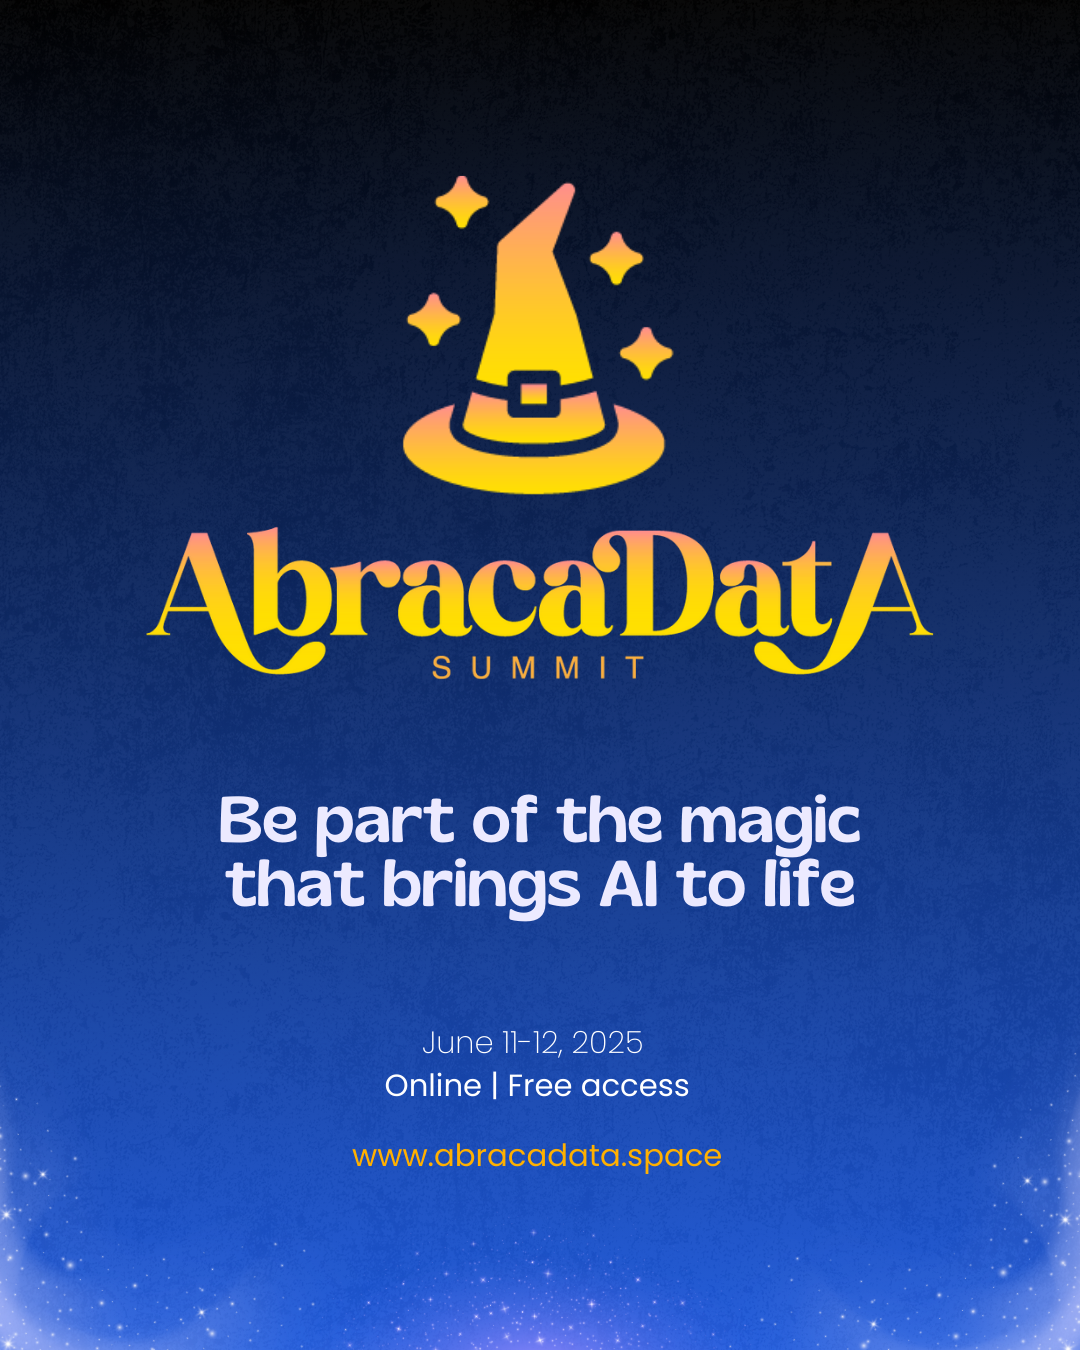 AbracaDatA
SUMMIT
Be part of the magic
that brings AI to life
June 11-12, 2025
Online | Free access
www.abracadata.space